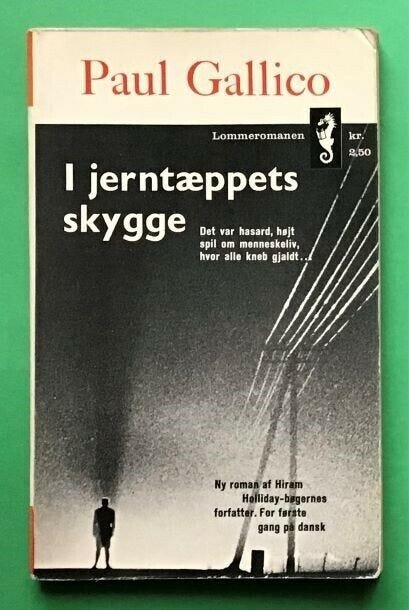 Paul Gallico
Lommeromanen
kr.
2,50
I jerntæppets
skygge
Det var hasard, højt
spil om menneskeliv,
hvor alle kneb gjaldt...
Ny roman af Hiram
Holliday-bøgernes
forfatter. For første
gang på dansk